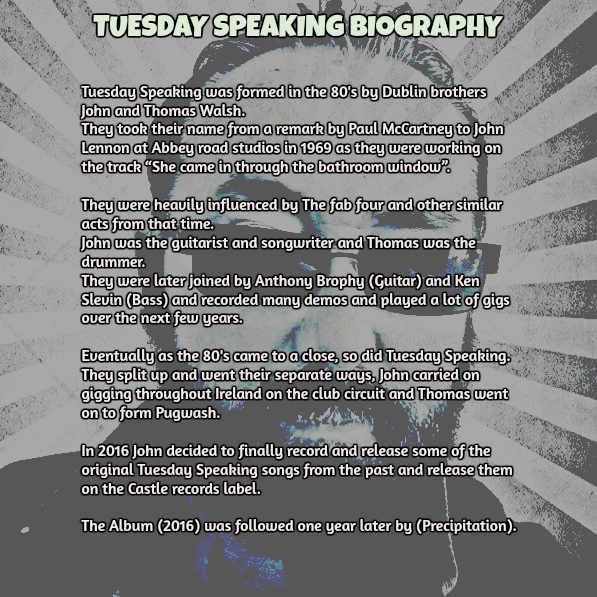 TUESDAY SPEAKING BIOGRAPHY
Tuesday Speaking was formed in the 80's by Dublin brothers
John and Thomas Walsh.
They took their name from a remark by Paul McCartney to John
Lennon at Abbey road studios in 1969 as they were working on
the track “She came in through the bathroom window”.
They were heavily influenced by The fab four and other similar
acts from that time.
John was the guitarist and songwriter and Thomas was the
drummer.
They were later joined by Anthony Brophy (Guitar) and Ken
Slevin (Bass) and recorded many demos and played a lot of gigs
over the next few years.
Eventually as the 80's came to a close, so did Tuesday Speaking.
They split up and went their separate ways, John carried on
gigging throughout Ireland on the club circuit and Thomas went
on to form Pugwash.
In 2016 John decided to finally record and release some of the
original Tuesday Speaking songs from the past and release them
on the Castle records label.
The Album (2016) was followed one year later by (Precipitation).